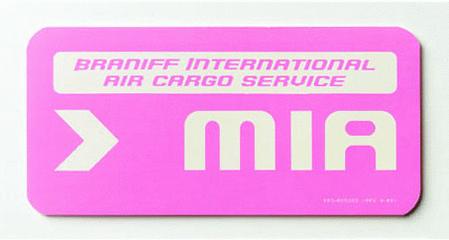 BRANIFF INTERNATIONAL
AIR CARGO SERVICE
MIA